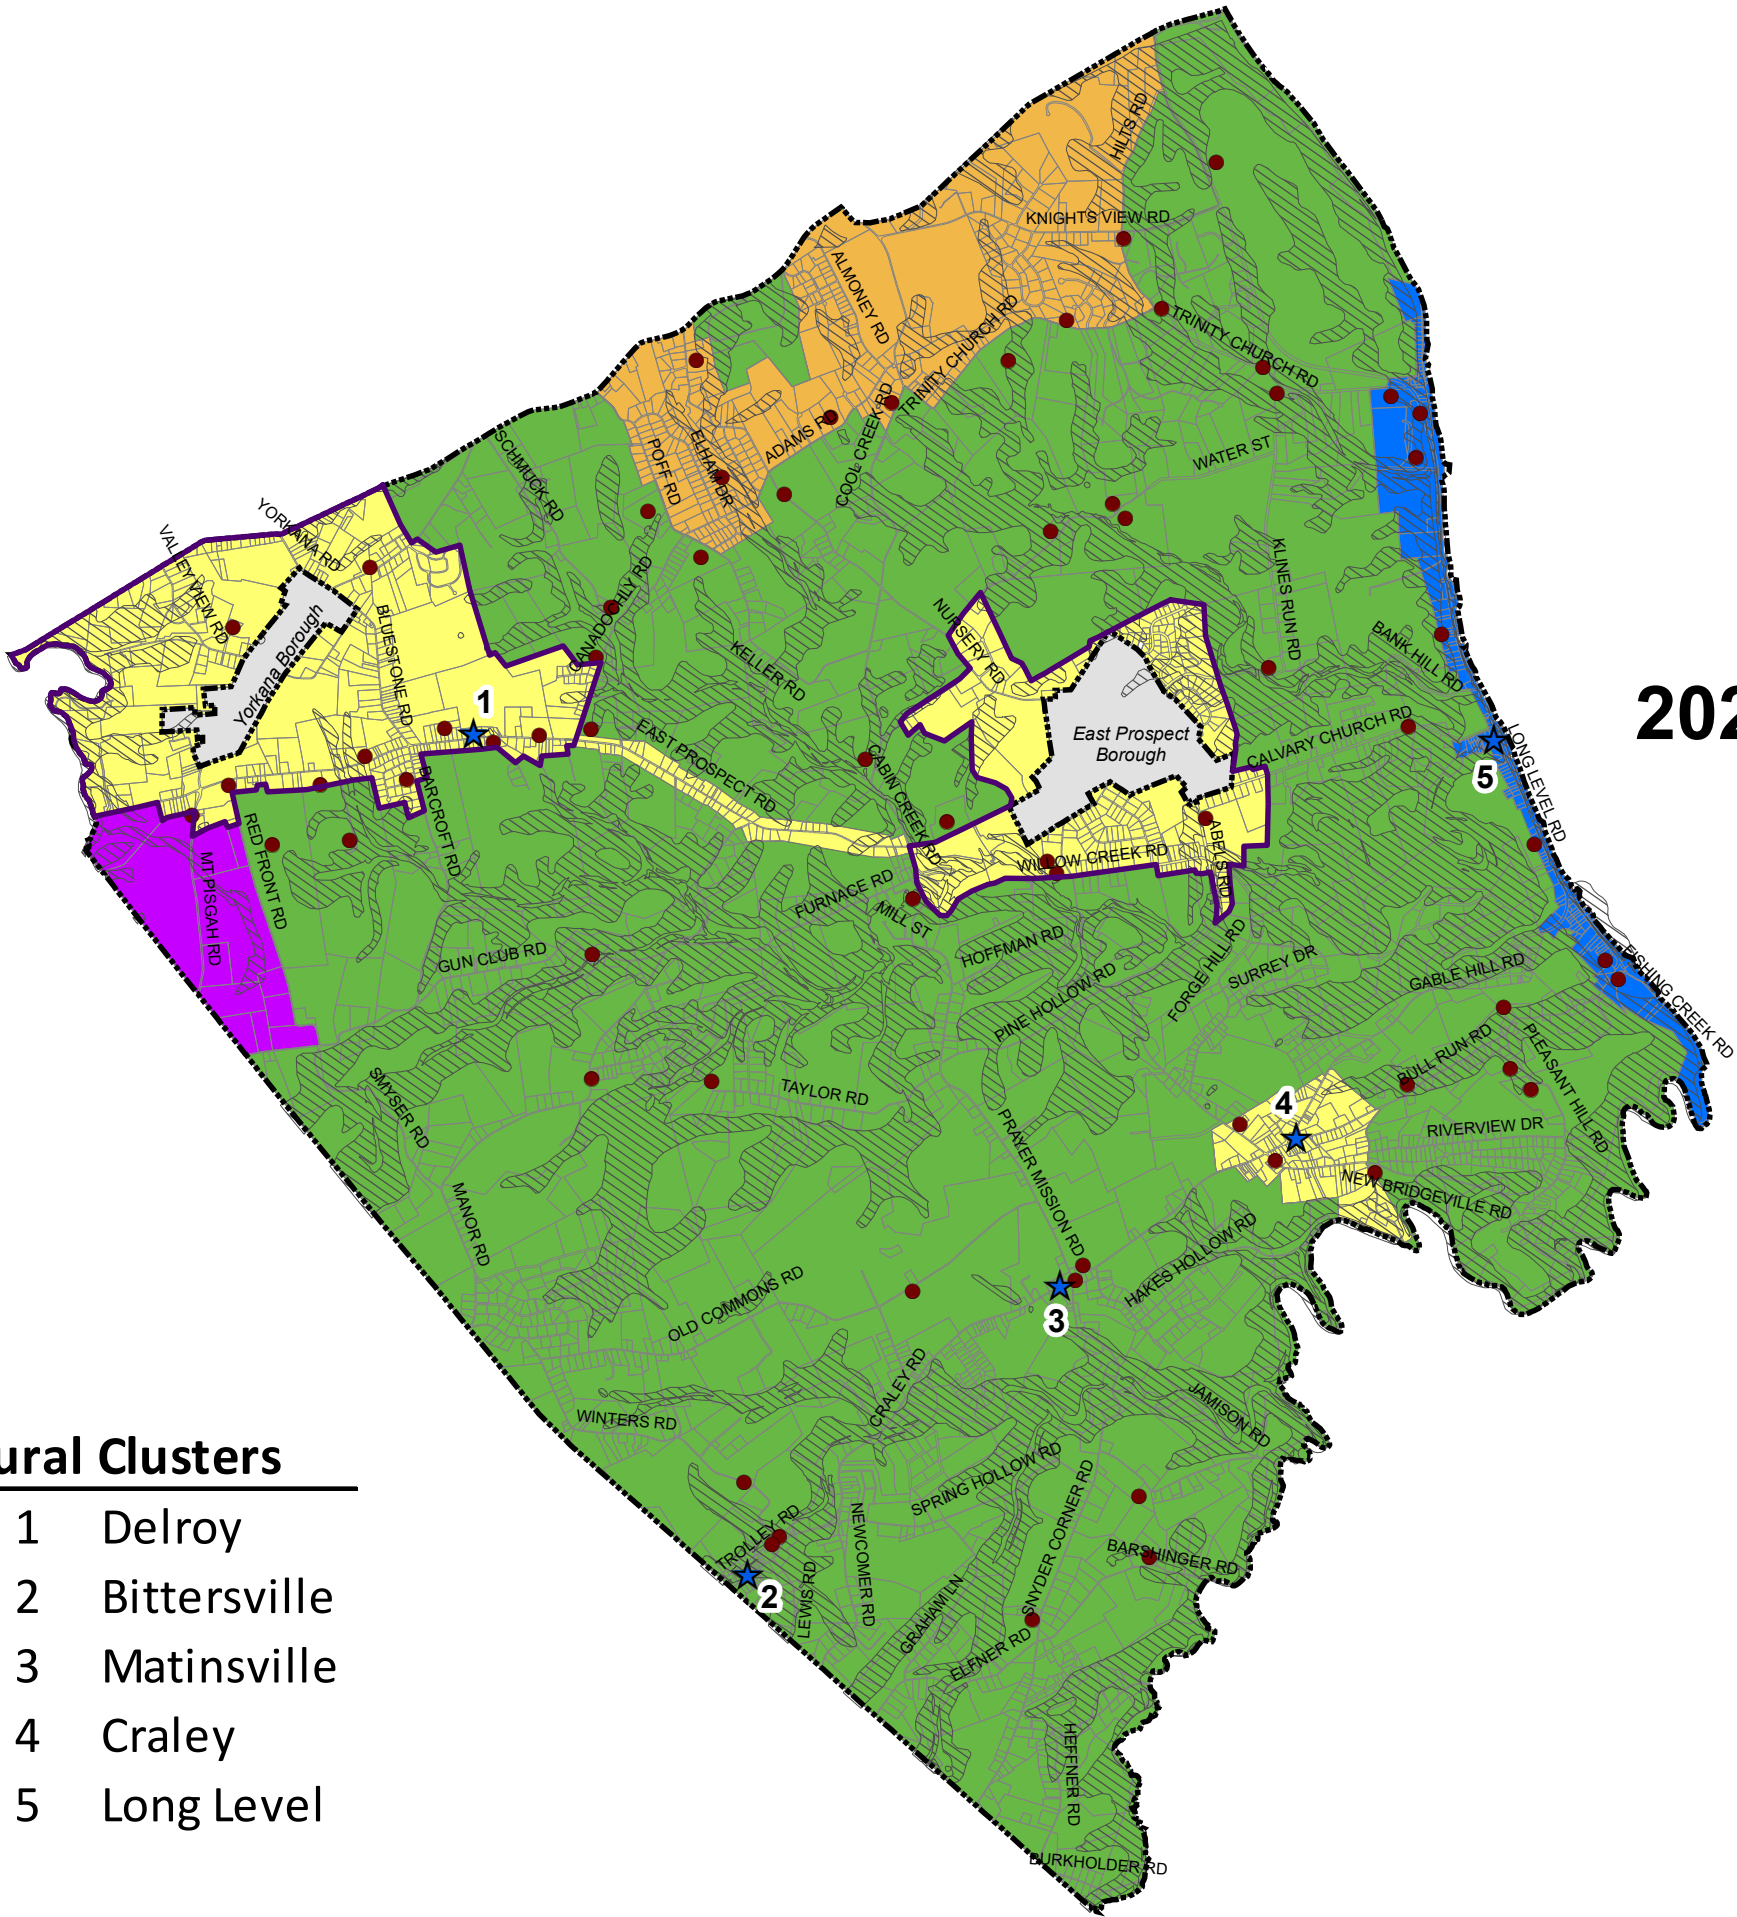 HILTS RD
KNIGHTS VIEW RD
ALMONEY RD
TRINITY CHURCH RD
TRINITY CHURCH RD
COOL CREEK RD
ADAMS RD
ELHAM DR
POFF RD
SCHMUCK RD
WATER ST
YORKANA RD
VALLEY VIEW RD
Yorkana Borough
BLUESTONE RD
CANADOCHLY RD
KELLER RD
NURSERY RD
KLINES RUN RD
BANK HILL RD
1
EAST PROSPECT RD
East Prospect
Borough
CALVARY CHURCH RD
LONG LEVEL RD
202
5
CABIN CREEK RD
BARCROFT RD
RED FRONT RD
MT PISGAH RD
WILLOW CREEK RD
ABELS RD
FURNACE RD
MILL ST
GUN CLUB RD
HOFFMAN RD
FORGE HILL RD
SURREY DR
GABLE HILL RD
FISHING CREEK RD
PINE HOLLOW RD
BULL RUN RD
PLEASANT HILL RD
SMYSER RD
TAYLOR RD
4
RIVERVIEW DR
PRAYER MISSION RD
NEW BRIDGEVILLE RD
MANOR RD
HAKES HOLLOW RD
OLD COMMONS RD
3
CRALEY RD
JAMISON RD
WINTERS RD
SPRING HOLLOW RD
SNYDER CORNER RD
TROLLEY RD
NEWCOMER RD
BARSHINGER RD
2
LEWIS RD
GRAHAM LN
ELFNER RD
HEFFNER RD
BURKHOLDER RD
ural Clusters
1 Delroy
2 Bittersville
3 Matinsville
4 Craley
5 Long Level